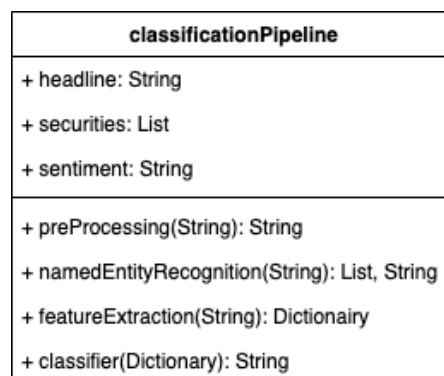 classificationPipeline
+ headline: String
+ securities: List
+ sentiment: String
+ preProcessing(String): String
+ namedEntityRecognition(String): List, String
+ featureExtraction(String): Dictionairy
+ classifier(Dictionary): String